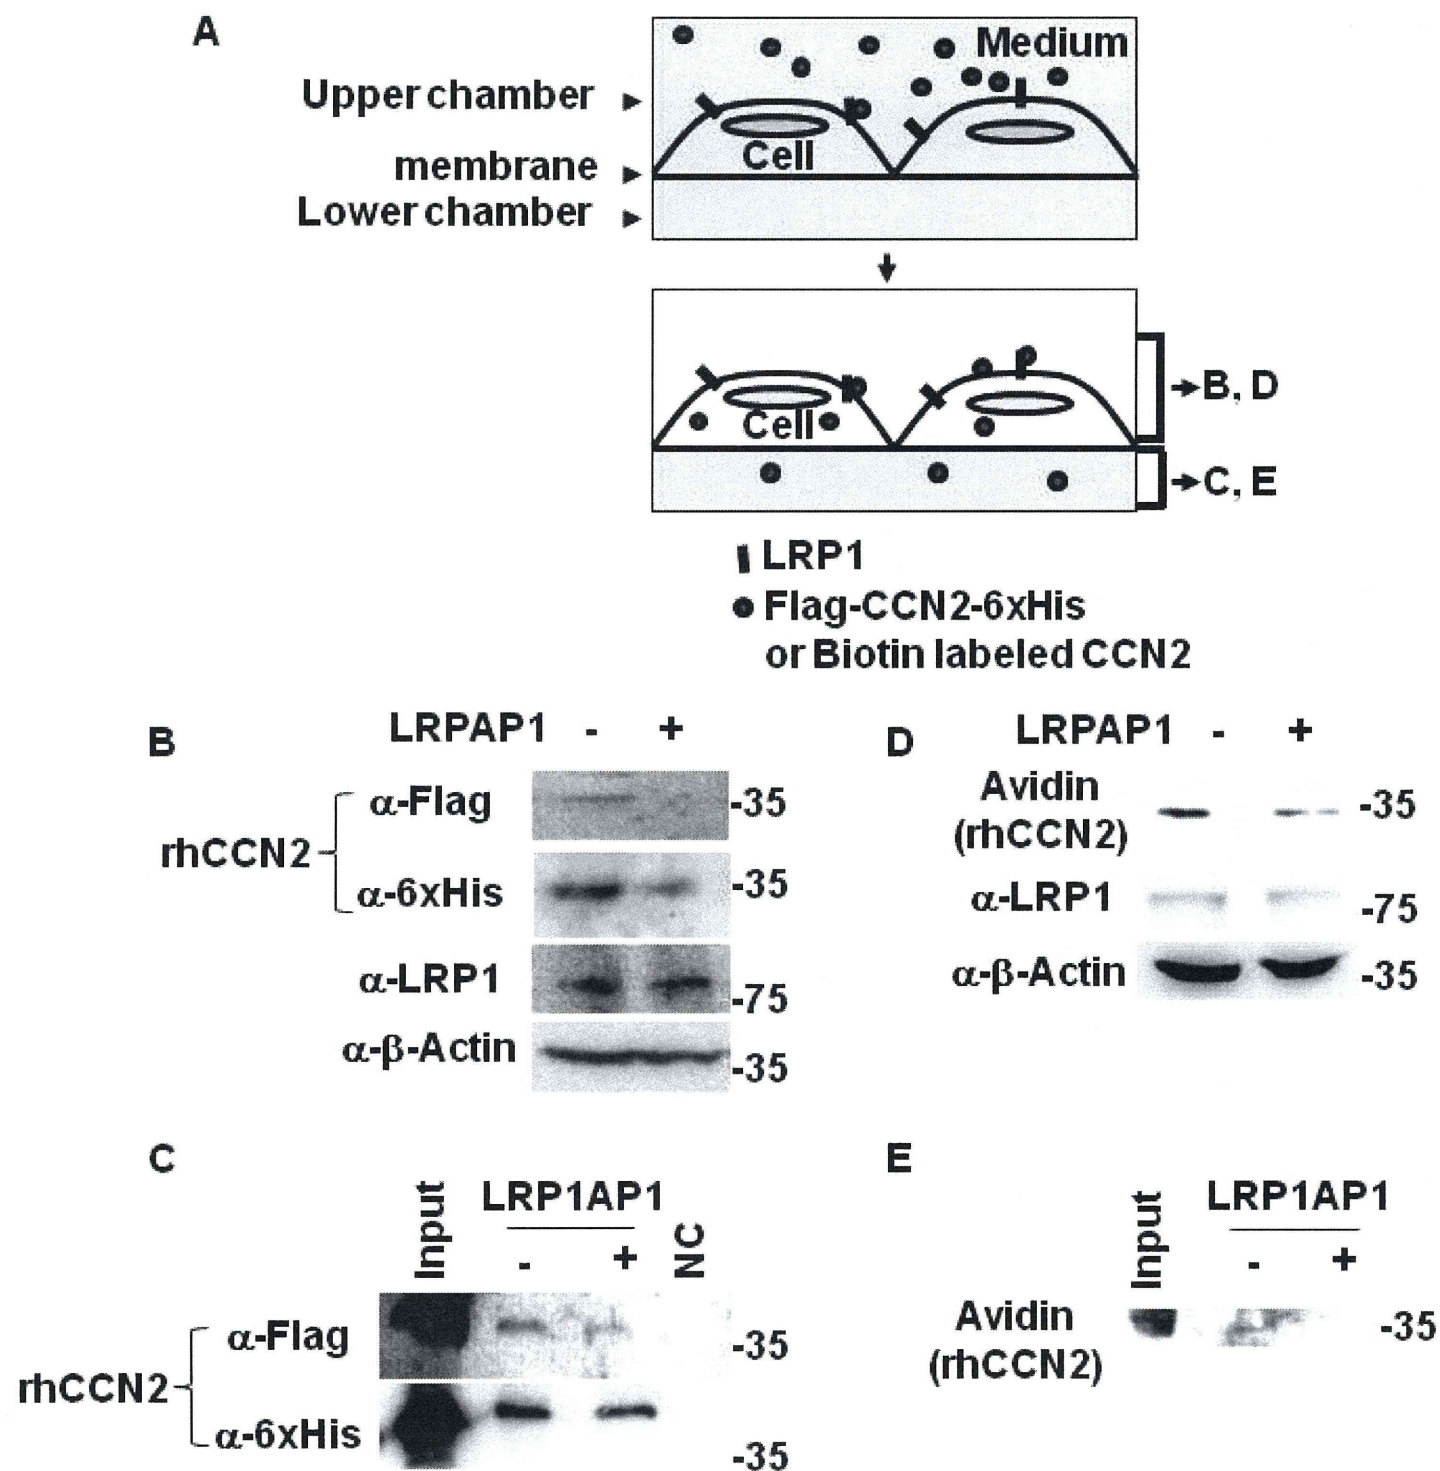 A
Medium
Upper chamber
Cell
membrane
Lower chamber
Cell
B, D
C, E
LRP1
Flag-CCN2-6xHis
or Biotin labeled CCN2
B
LRPAP1 - +
α-Flag -35
rhCCN2
α-6xHis -35
α-LRP1 -75
α-β-Actin -35
D
LRPAP1 - +
Avidin
(rhCCN2) -35
α-LRP1 -75
α-β-Actin -35
C
Input LRP1AP1 NC
- +
α-Flag -35
rhCCN2
α-6xHis -35
E
Input LRP1AP1
- +
Avidin
(rhCCN2) -35